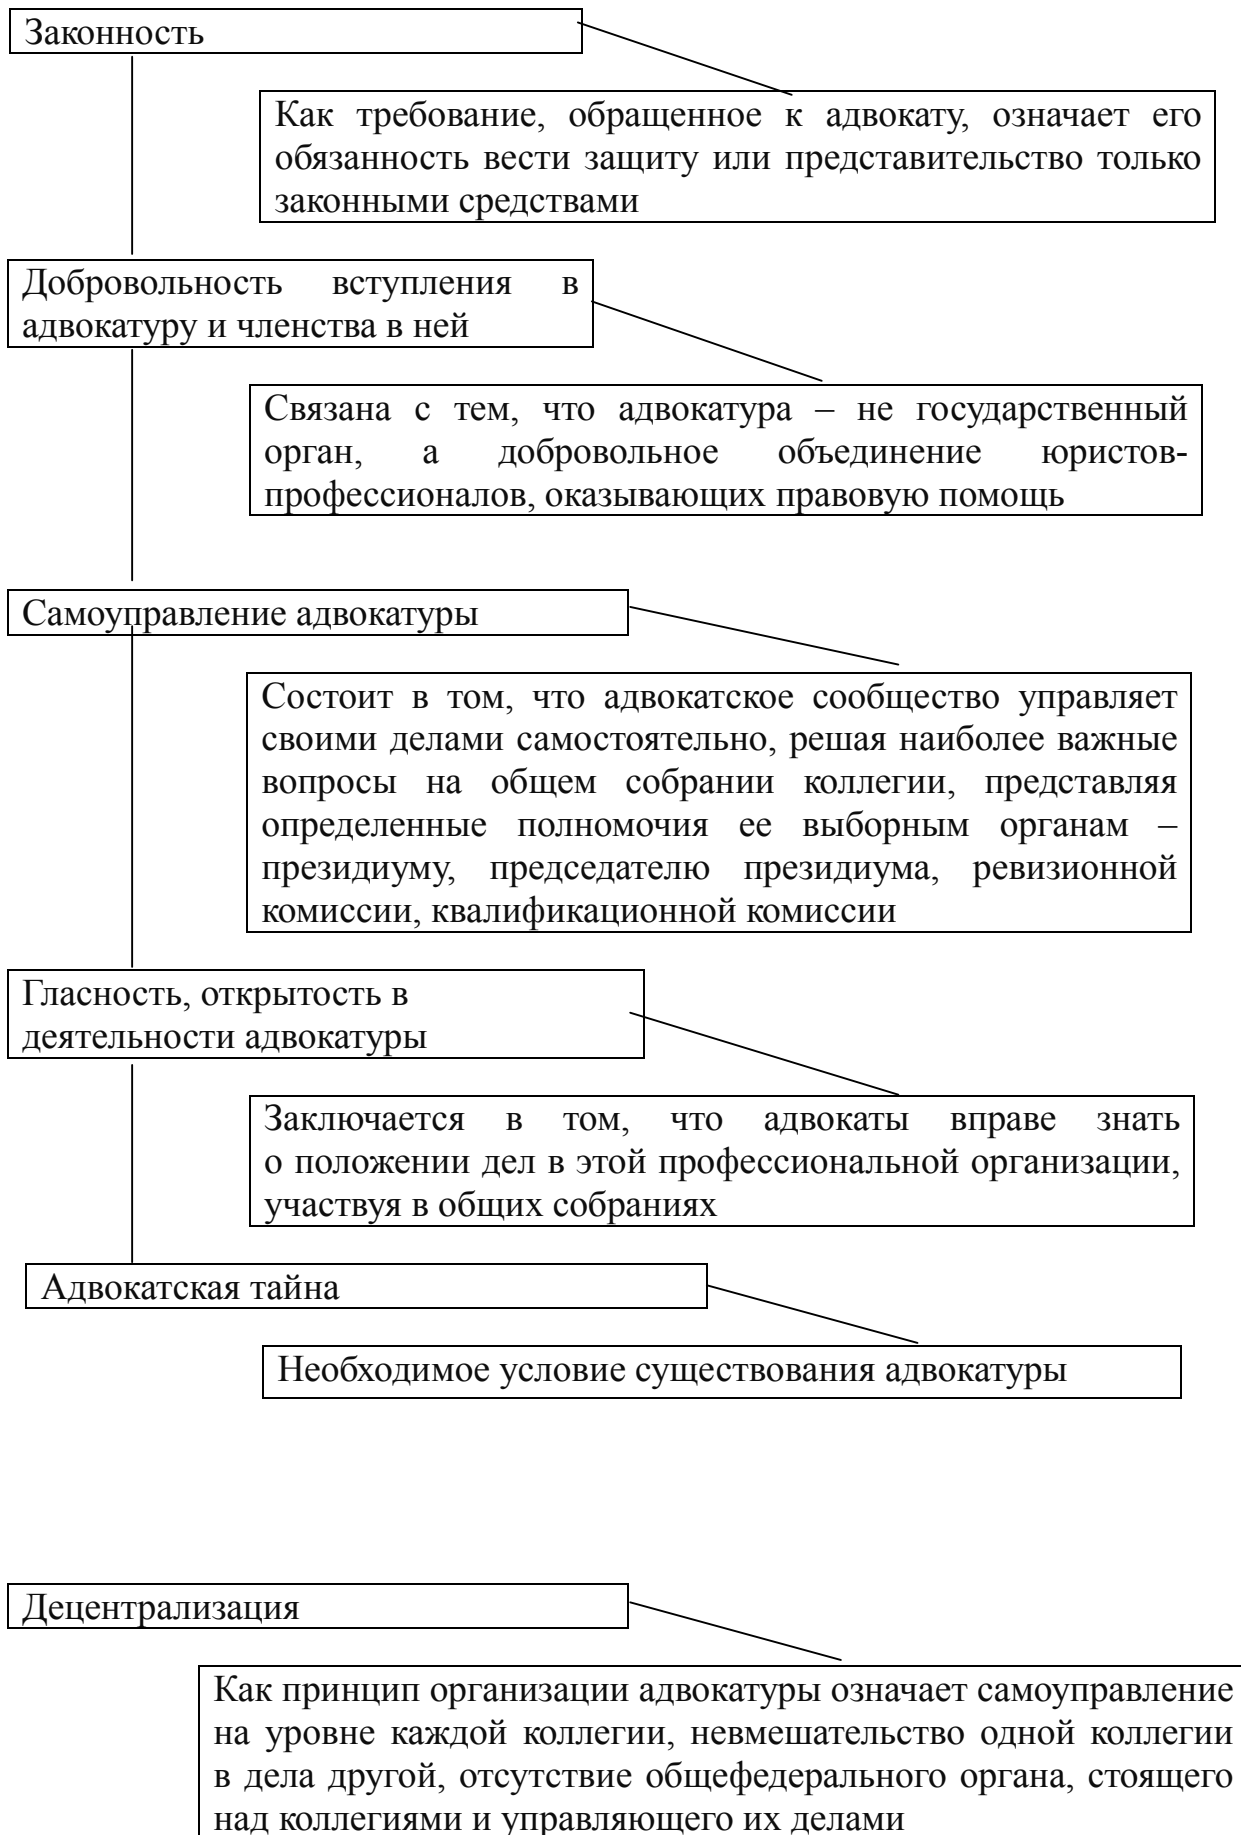 Законность
Как требование, обращенное к адвокату, означает его
обязанность вести защиту или представительство только
законными средствами
Добровольность вступления в
адвокатуру и членства в ней
Связана с тем, что адвокатура – не государственный
орган, а добровольное объединение юристов-
профессионалов, оказывающих правовую помощь
Самоуправление адвокатуры
Состоит в том, что адвокатское сообщество управляет
своими делами самостоятельно, решая наиболее важные
вопросы на общем собрании коллегии, представляя
определенные полномочия ее выборным органам –
президиуму, председателю президиума, ревизионной
комиссии, квалификационной комиссии
Гласность, открытость в
деятельности адвокатуры
Заключается в том, что адвокаты вправе знать
о положении дел в этой профессиональной организации,
участвуя в общих собраниях
Адвокатская тайна
Необходимое условие существования адвокатуры
Децентрализация
Как принцип организации адвокатуры означает самоуправление
на уровне каждой коллегии, невмешательство одной коллегии
в дела другой, отсутствие общефедерального органа, стоящего
над коллегиями и управляющего их делами